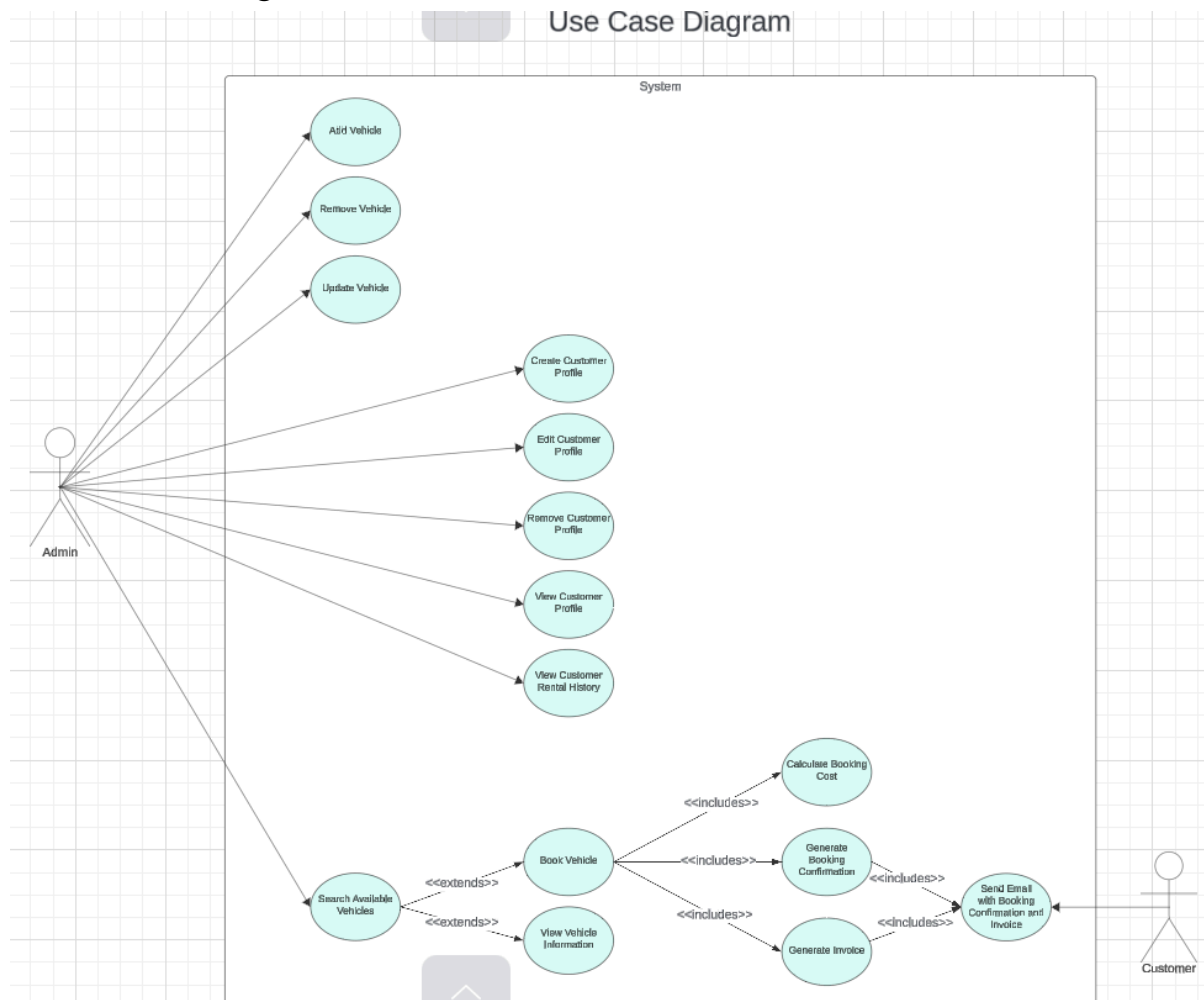 Use Case Diagram
System
Add Vehicle
Remove Vehicle
Update Vehicle
Create Customer
Profile
Edit Customer
Profile
Remove Customer
Profile
View Customer
Profile
View Customer
Rental History
Admin
Calculate Booking
Cost
<<includes>>
Book Vehicle
<<includes>>
Generate
Booking
Confirmation
<<includes>>
<<extends>>
Search Available
Vehicles
<<extends>>
View Vehicle
Information
<<includes>>
Generate Invoice
<<includes>>
Send Email
with Booking
Confirmation and
Invoice
Customer